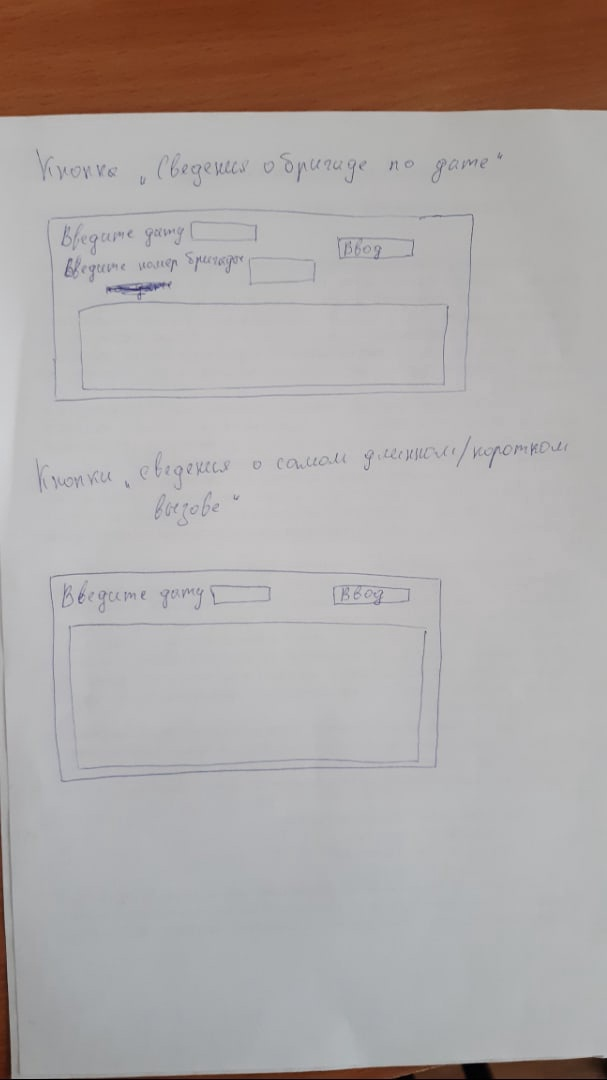 Кнопка „Сведения о бригаде по дате“
Введите дату
Ввод
Введите номер бригады
Кнопки „сведения о самом длинном/коротком
вызове“
Введите дату
Ввод